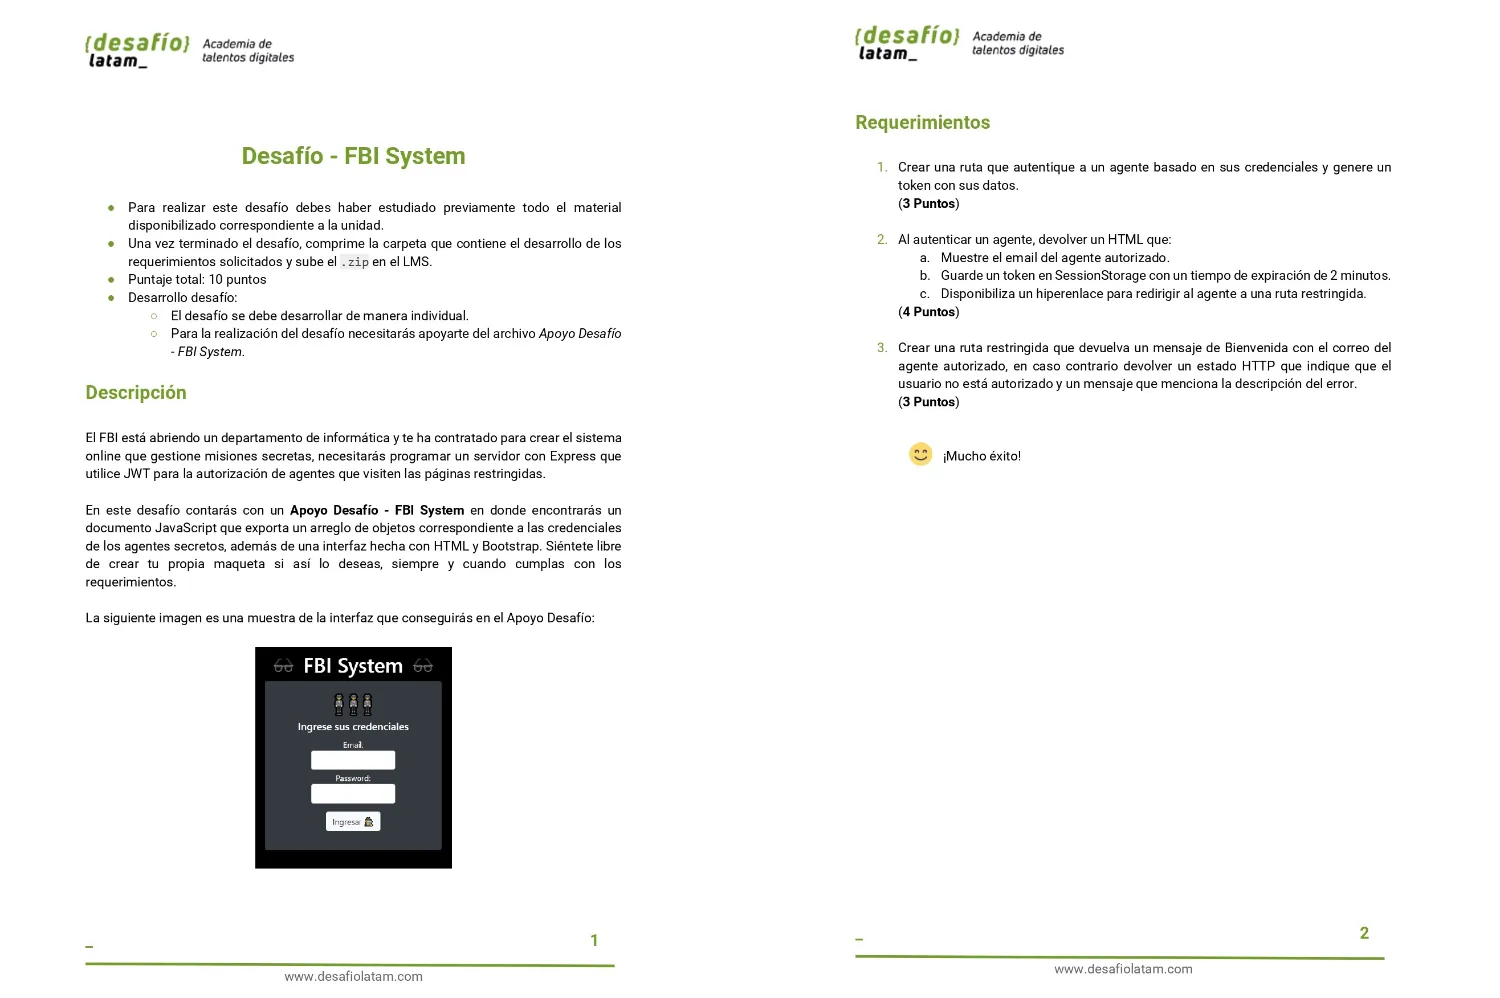 {desafío}
latam_
Academia de
talentos digitales
Desafío - FBI System
● Para realizar este desafío debes haber estudiado previamente todo el material
disponibilizado correspondiente a la unidad.
● Una vez terminado el desafío, comprime la carpeta que contiene el desarrollo de los
requerimientos solicitados y sube el .zip en el LMS.
● Puntaje total: 10 puntos
● Desarrollo desafío:
○ El desafío se debe desarrollar de manera individual.
○ Para la realización del desafío necesitarás apoyarte del archivo Apoyo Desafío
- FBI System.
Descripción
El FBI está abriendo un departamento de informática y te ha contratado para crear el sistema
online que gestione misiones secretas, necesitarás programar un servidor con Express que
utilice JWT para la autorización de agentes que visiten las páginas restringidas.
En este desafío contarás con un Apoyo Desafío - FBI System en donde encontrarás un
documento JavaScript que exporta un arreglo de objetos correspondiente a las credenciales
de los agentes secretos, además de una interfaz hecha con HTML y Bootstrap. Siéntete libre
de crear tu propia maqueta si así lo deseas, siempre y cuando cumplas con los
requerimientos.
La siguiente imagen es una muestra de la interfaz que conseguirás en el Apoyo Desafío:
FBI System
Ingrese sus credenciales
Email:
Password:
Ingresar
_
1
www.desafiolatam.com
{desafío}
latam_
Academia de
talentos digitales
Requerimientos
1. Crear una ruta que autentique a un agente basado en sus credenciales y genere un
token con sus datos.
(3 Puntos)
2. Al autenticar un agente, devolver un HTML que:
a. Muestre el email del agente autorizado.
b. Guarde un token en SessionStorage con un tiempo de expiración de 2 minutos.
c. Disponibiliza un hiperenlace para redirigir al agente a una ruta restringida.
(4 Puntos)
3. Crear una ruta restringida que devuelva un mensaje de Bienvenida con el correo del
agente autorizado, en caso contrario devolver un estado HTTP que indique que el
usuario no está autorizado y un mensaje que menciona la descripción del error.
(3 Puntos)
¡Mucho éxito!
_
2
www.desafiolatam.com